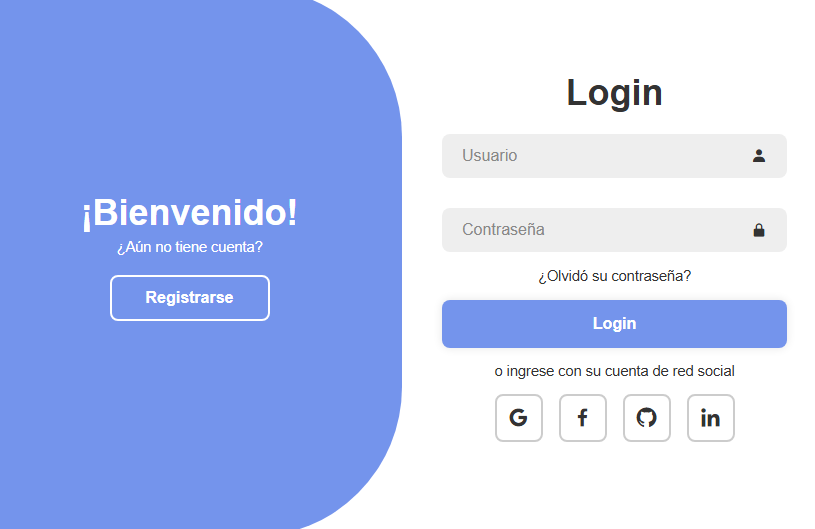 ¡Bienvenido!
¿Aún no tiene cuenta?
Registrarse
Login
Usuario
Contraseña
¿Olvidó su contraseña?
Login
o ingrese con su cuenta de red social